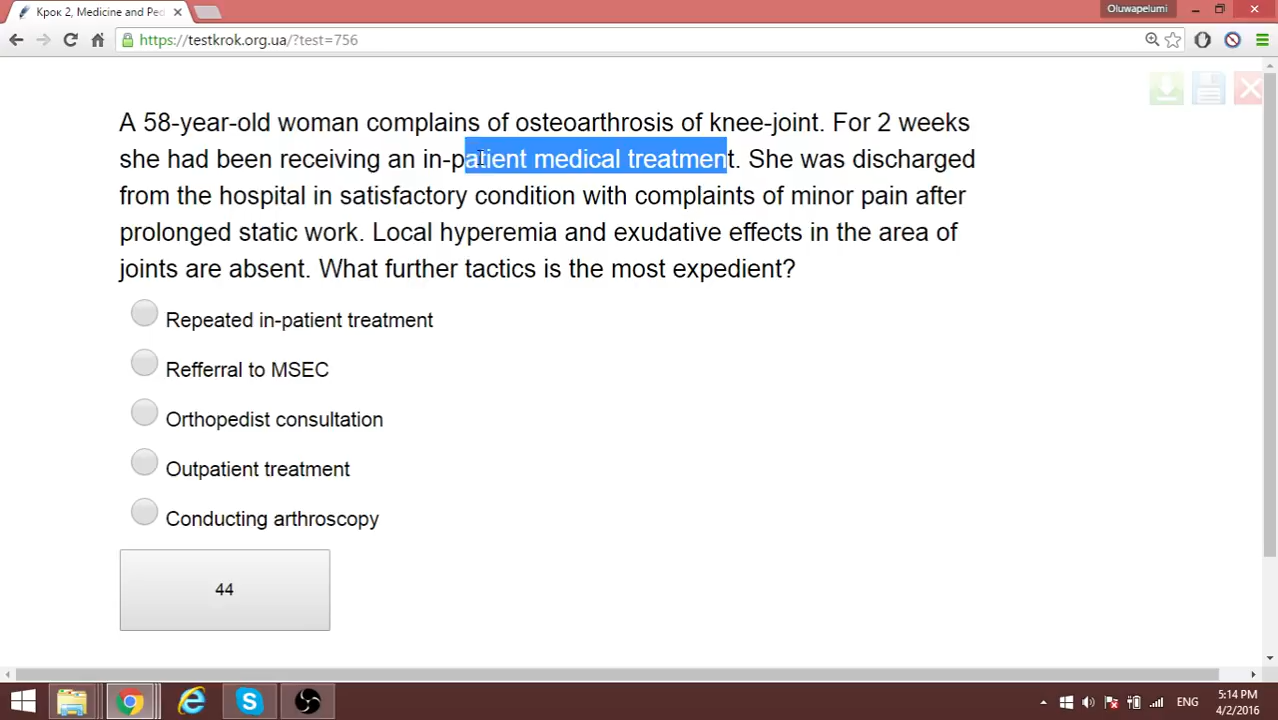 Крок 2, Medicine and Ped
Oluwapelumi
https://testkrok.org.ua/?test=756
A 58-year-old woman complains of osteoarthrosis of knee-joint. For 2 weeks
she had been receiving an in-patient medical treatment. She was discharged
from the hospital in satisfactory condition with complaints of minor pain after
prolonged static work. Local hyperemia and exudative effects in the area of
joints are absent. What further tactics is the most expedient?
Repeated in-patient treatment
Refferral to MSEC
Orthopedist consultation
Outpatient treatment
Conducting arthroscopy
44
ENG
5:14 PM
4/2/2016